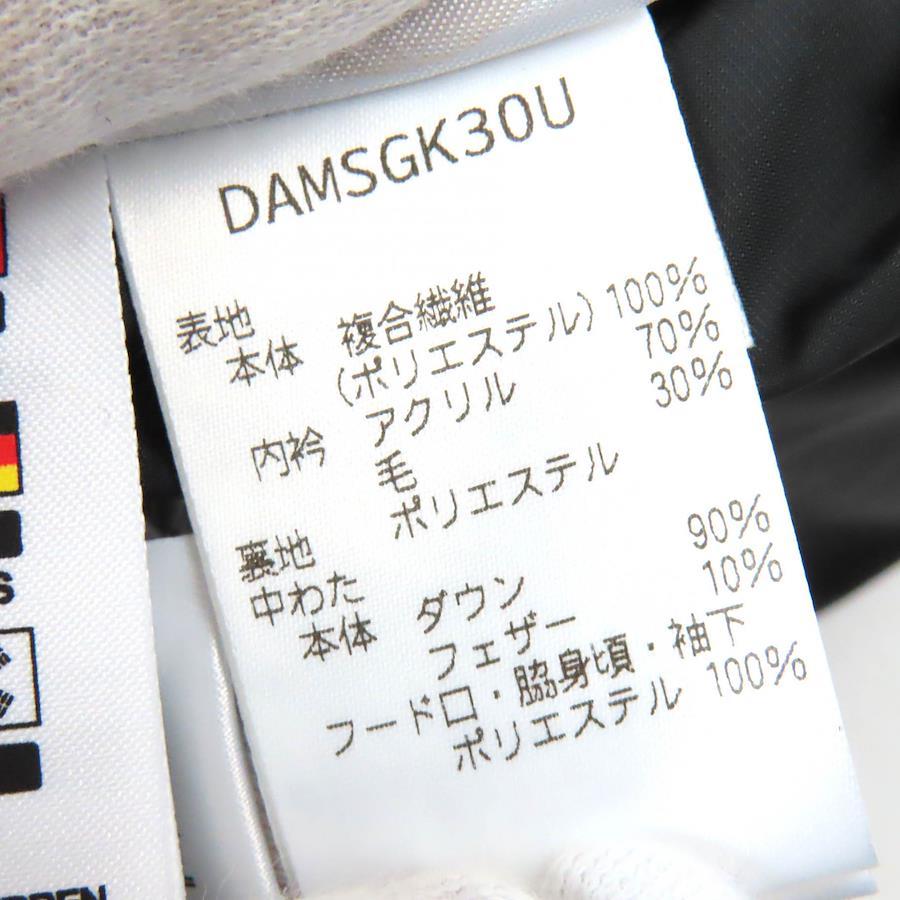 DAMSGK30U
表地
本体 複合繊維
(ポリエステル) 100%
内衿 アクリル 70%
毛 30%
裏地 ポリエステル
中わた
本体 ダウン 90%
フェザー 10%
フード口・脇身頃・袖下
ポリエステル 100%
S